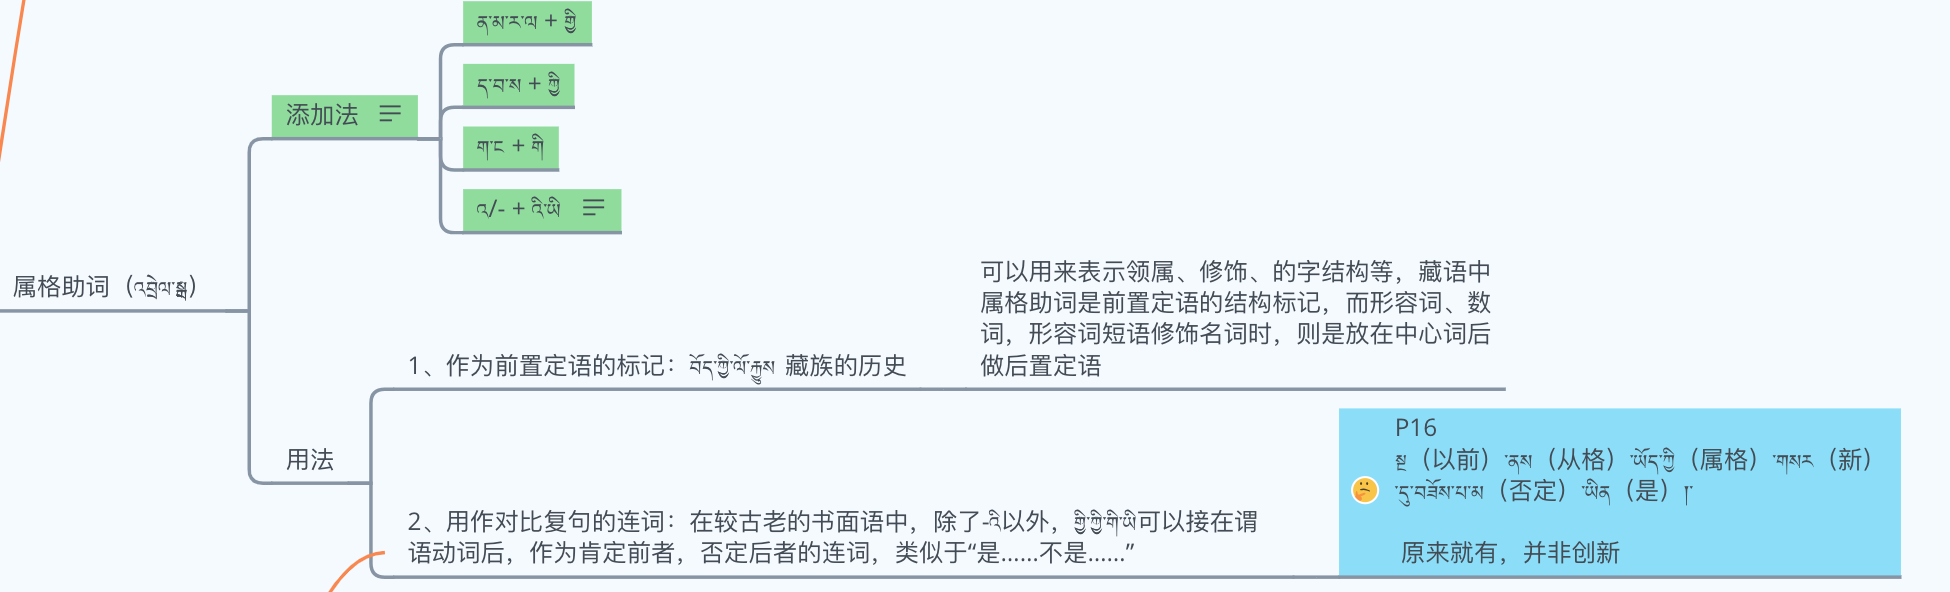 ན་མ་ར་ལ + གྱི
ད་བ་ས + ཀྱི
添加法
ག་ང + གི
འ/- + འི་ཡི
属格助词（འབྲེལ་སྒྲ）
可以用来表示领属、修饰、的字结构等，藏语中
属格助词是前置定语的结构标记，而形容词、数
词，形容词短语修饰名词时，则是放在中心词后
做后置定语
1、作为前置定语的标记：བོད་ཀྱི་ལོ་རྒྱུས 藏族的历史
用法
P16
སྔ（以前）་ནས（从格）་ཡོད་ཀྱི（属格）་གསར（新）
་དུ་བཟོས་པ་མ（否定）་ཡིན（是）།་
原来就有，并非创新
2、用作对比复句的连词：在较古老的书面语中，除了-འི以外，གྱི་ཀྱི་གི་ཡི可以接在谓
语动词后，作为肯定前者，否定后者的连词，类似于“是……不是……”